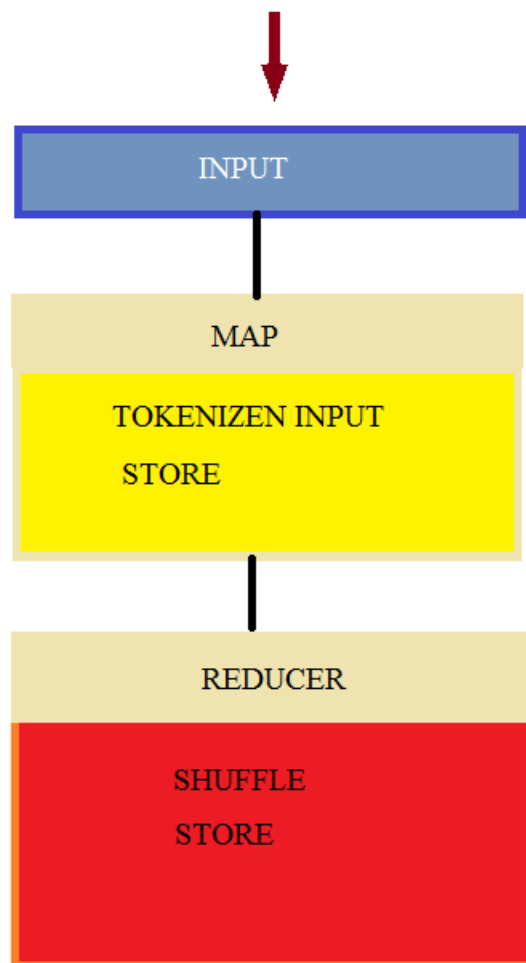 INPUT
MAP
TOKENIZEN INPUT
STORE
REDUCER
SHUFFLE
STORE